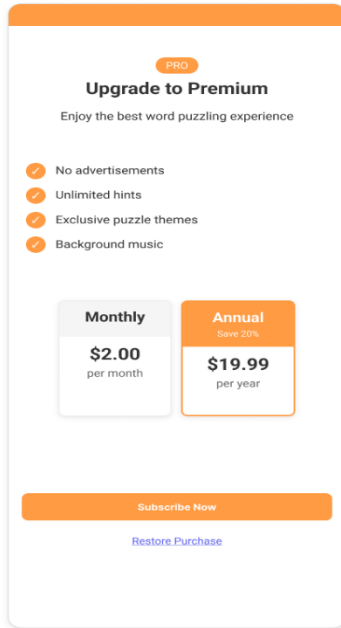 PRO
Upgrade to Premium
Enjoy the best word puzzling experience
✓ No advertisements
✓ Unlimited hints
✓ Exclusive puzzle themes
✓ Background music
Monthly
$2.00
per month
Annual
Save 20%
$19.99
per year
Subscribe Now
Restore Purchase